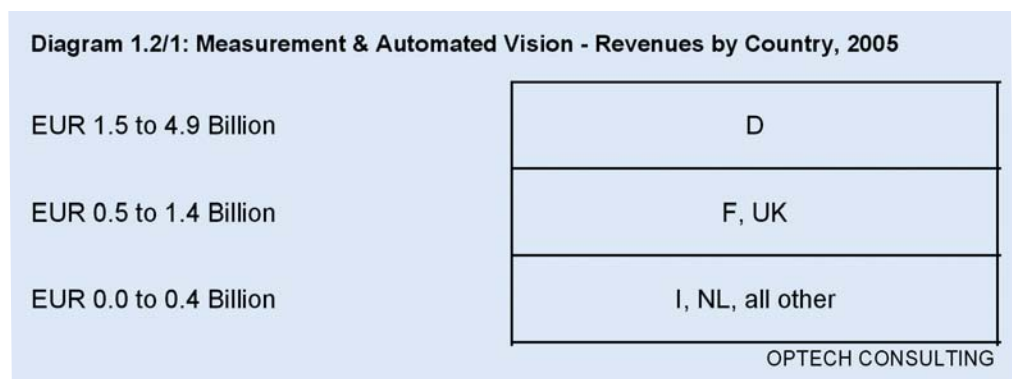 Diagram 1.2/1: Measurement & Automated Vision - Revenues by Country, 2005
EUR 1.5 to 4.9 Billion D
EUR 0.5 to 1.4 Billion F, UK
EUR 0.0 to 0.4 Billion I, NL, all other
OPTECH CONSULTING